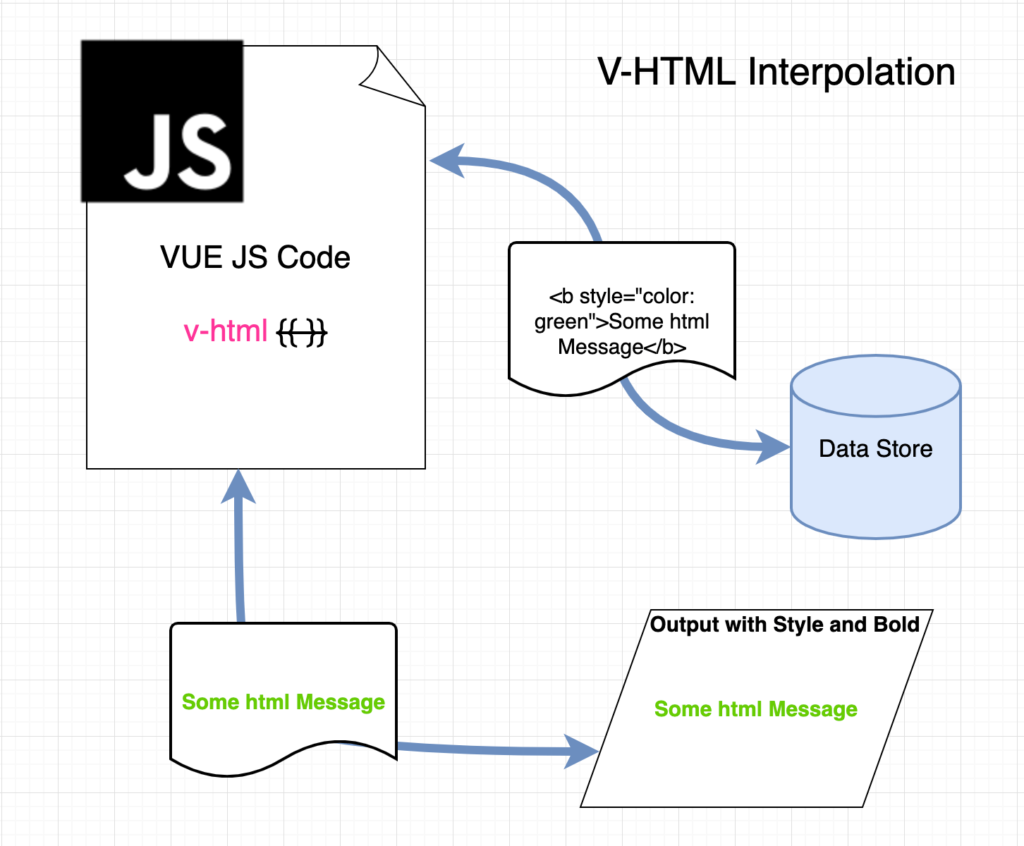 V-HTML Interpolation
JS
VUE JS Code
v-html {{ }}
<b style="color:
green">Some html
Message</b>
Data Store
Some html Message
Output with Style and Bold
Some html Message